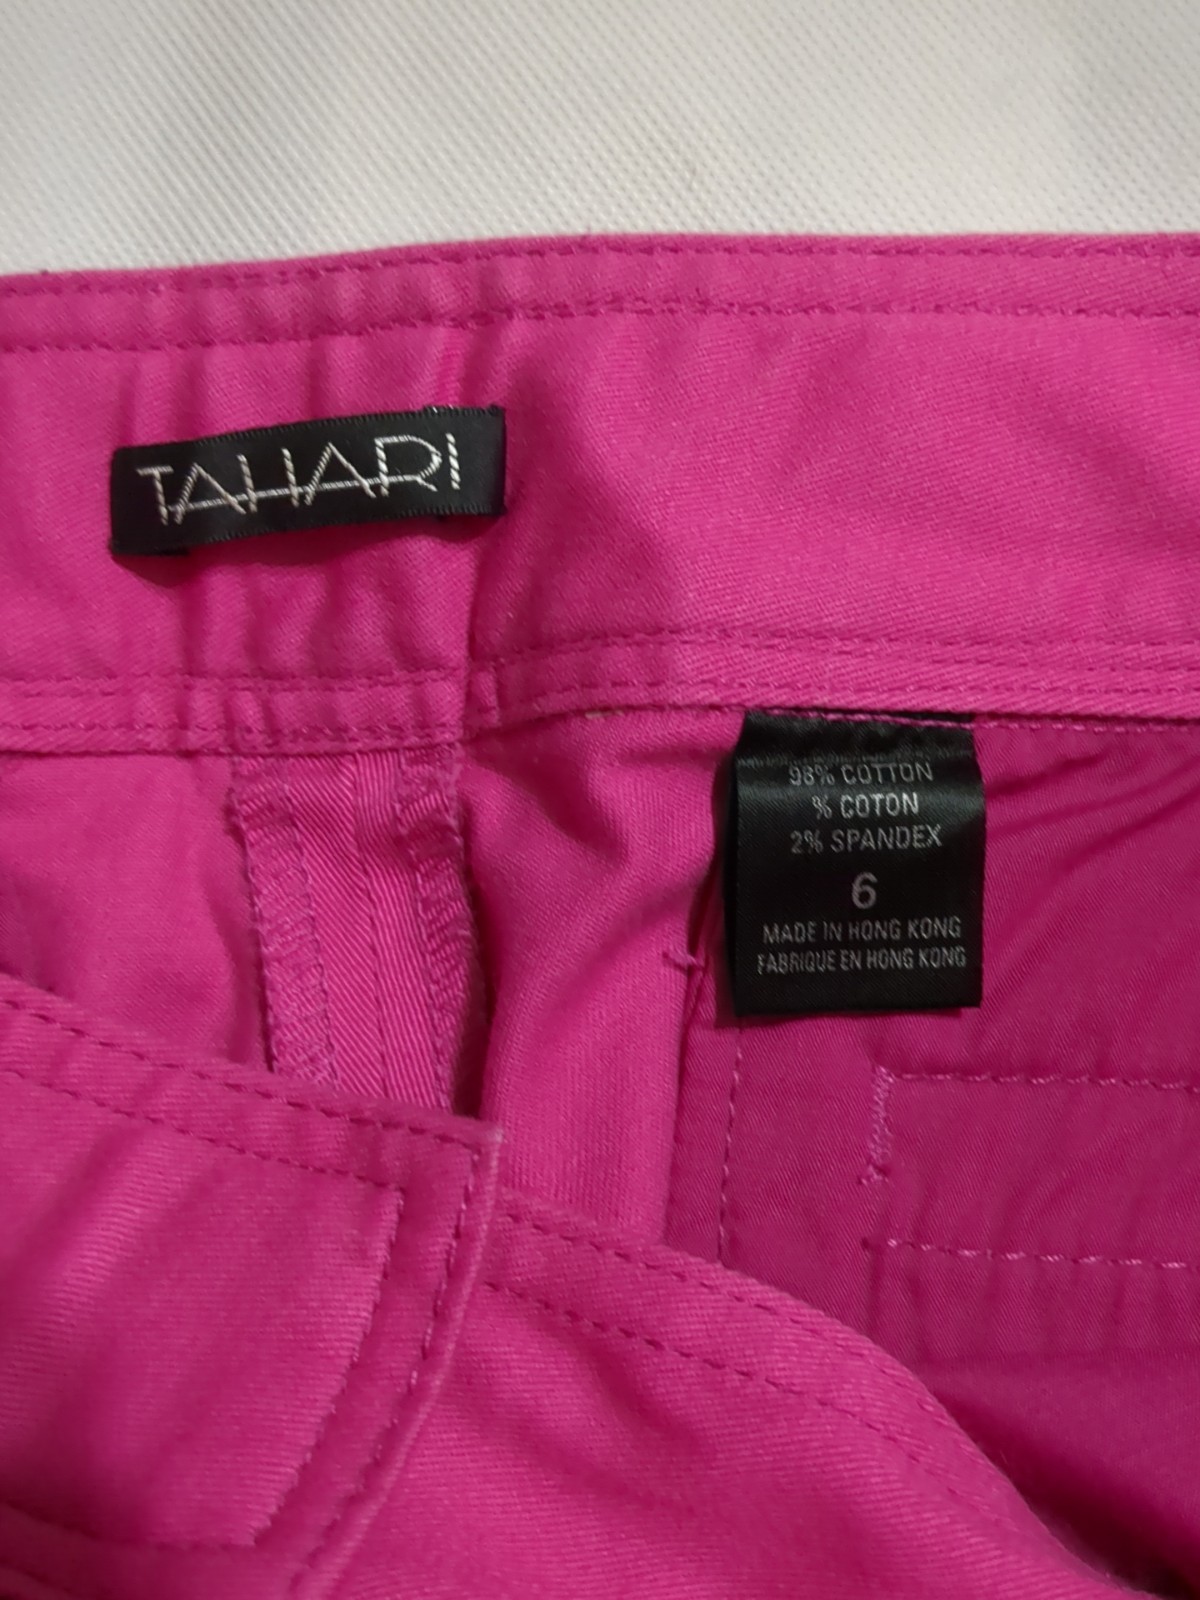 TAHARI
98% COTTON
% COTON
2% SPANDEX
6
MADE IN HONG KONG
FABRIQUE EN HONG KONG